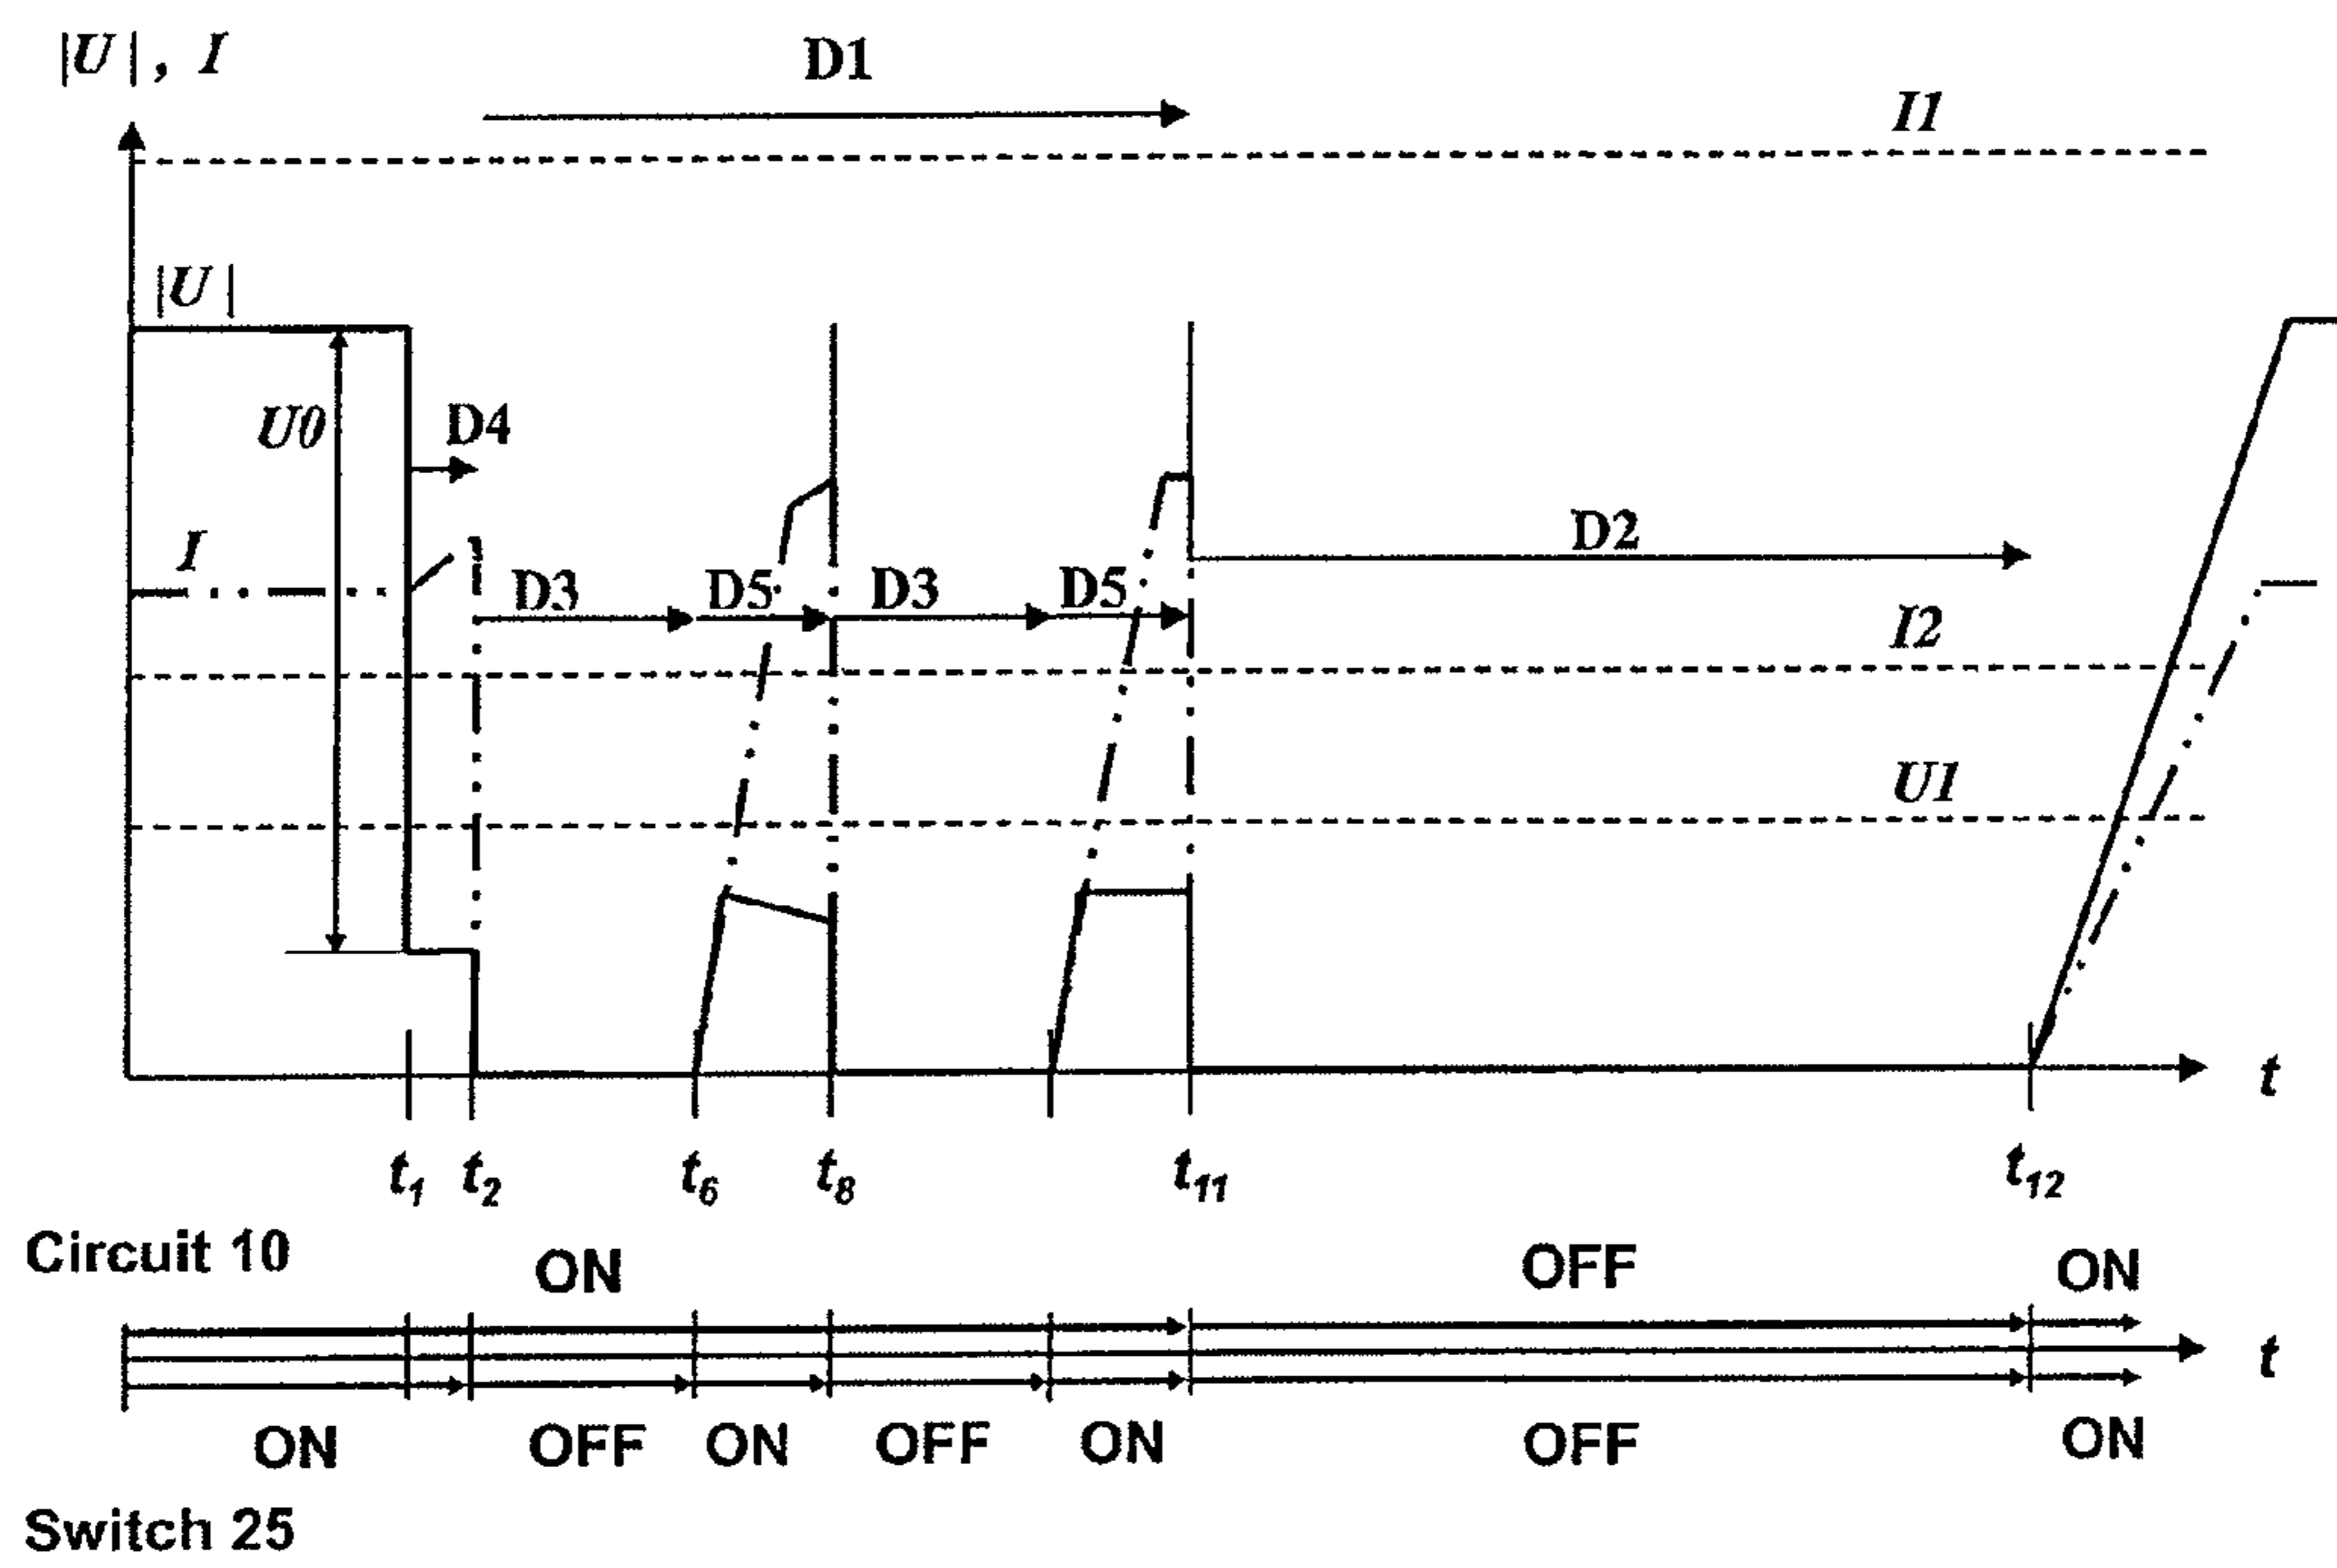 |U|, I
D1
I1
|U|
U0
D4
I
D3 D5 D3 D5
D2
I2
U1
t
t1 t2 t6 t8 t11 t12
Circuit 10
ON OFF ON
t
ON OFF ON OFF ON OFF ON
Switch 25